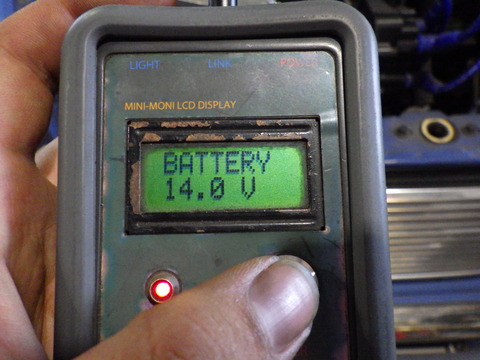 LIGHT LINK POWER
MINI-MONI LCD DISPLAY
BATTERY
14.0 V